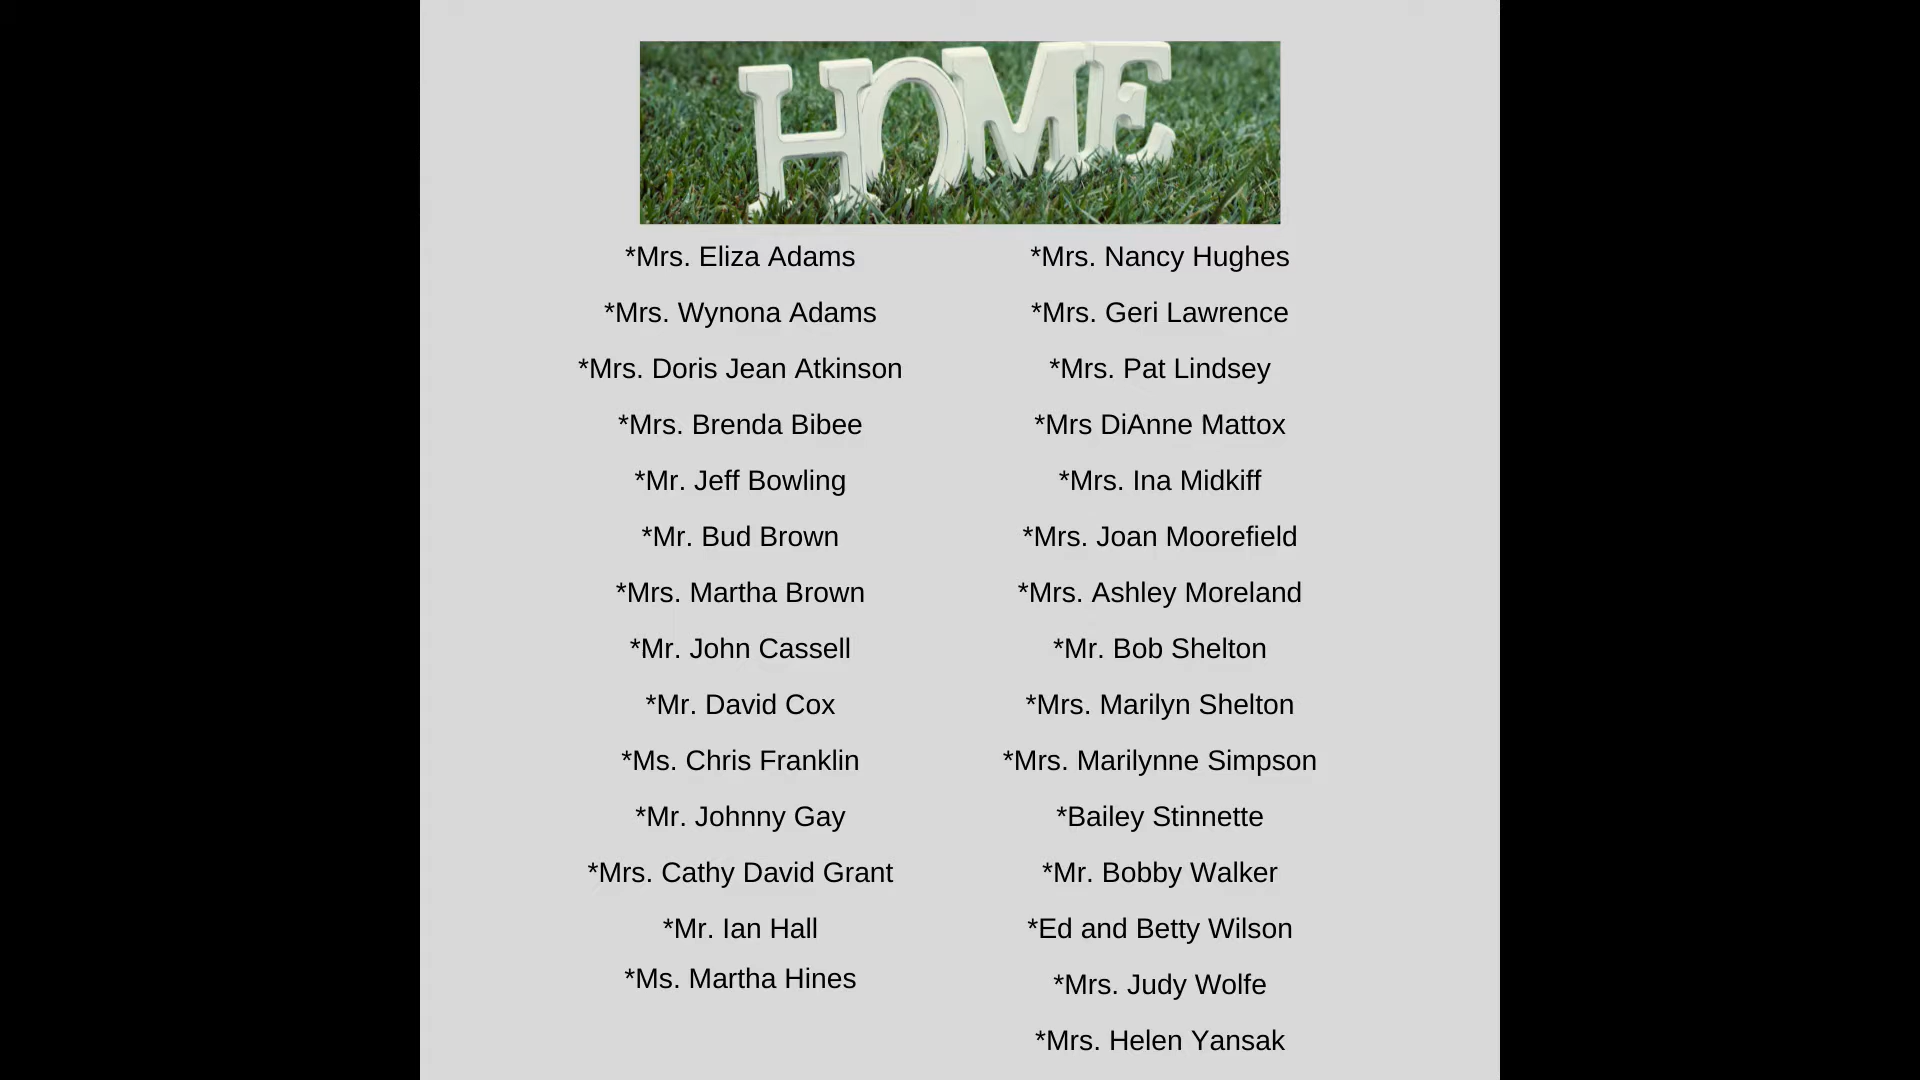 HOME
*Mrs. Eliza Adams
*Mrs. Wynona Adams
*Mrs. Doris Jean Atkinson
*Mrs. Brenda Bibee
*Mr. Jeff Bowling
*Mr. Bud Brown
*Mrs. Martha Brown
*Mr. John Cassell
*Mr. David Cox
*Ms. Chris Franklin
*Mr. Johnny Gay
*Mrs. Cathy David Grant
*Mr. Ian Hall
*Ms. Martha Hines
*Mrs. Nancy Hughes
*Mrs. Geri Lawrence
*Mrs. Pat Lindsey
*Mrs DiAnne Mattox
*Mrs. Ina Midkiff
*Mrs. Joan Moorefield
*Mrs. Ashley Moreland
*Mr. Bob Shelton
*Mrs. Marilyn Shelton
*Mrs. Marilynne Simpson
*Bailey Stinnette
*Mr. Bobby Walker
*Ed and Betty Wilson
*Mrs. Judy Wolfe
*Mrs. Helen Yansak